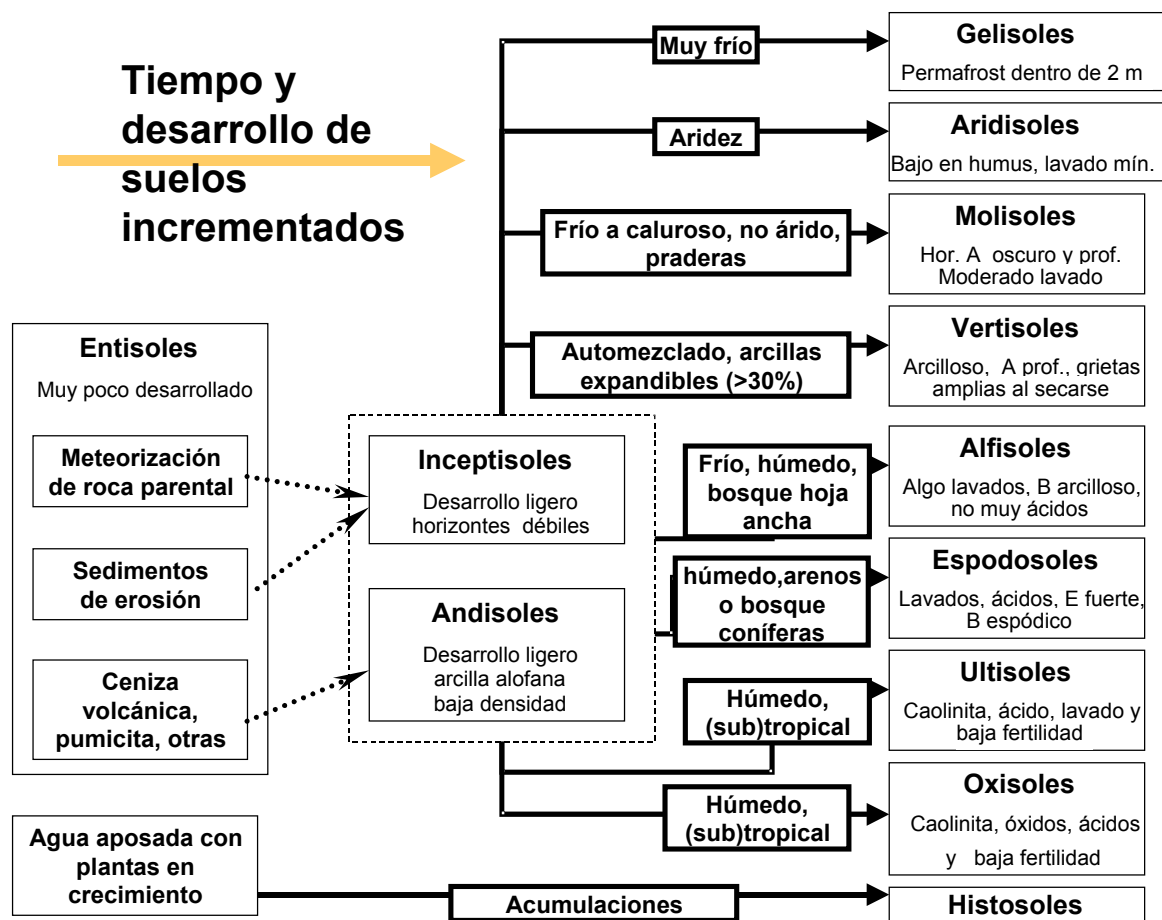 Tiempo y
desarrollo de
suelos
incrementados
Muy frío
Gelisoles
Permafrost dentro de 2 m
Aridez
Aridisoles
Bajo en humus, lavado mín.
Frío a caluroso, no árido,
praderas
Molisoles
Hor. A oscuro y prof.
Moderado lavado
Automezclado, arcillas
expandibles (>30%)
Vertisoles
Arcilloso, A prof., grietas
amplias al secarse
Entisoles
Muy poco desarrollado
Meteorización
de roca parental
Sedimentos
de erosión
Ceniza
volcánica,
pumicita, otras
Inceptisoles
Desarrollo ligero
horizontes débiles
Andisoles
Desarrollo ligero
arcilla alofana
baja densidad
Frío, húmedo,
bosque hoja
ancha
Alfisoles
Algo lavados, B arcilloso,
no muy ácidos
húmedo,arenos
o bosque
coníferas
Espodosoles
Lavados, ácidos, E fuerte,
B espódico
Húmedo,
(sub)tropical
Ultisoles
Caolinita, ácido, lavado y
baja fertilidad
Húmedo,
(sub)tropical
Oxisoles
Caolinita, óxidos, ácidos
y baja fertilidad
Agua aposada con
plantas en
crecimiento
Acumulaciones
Histosoles